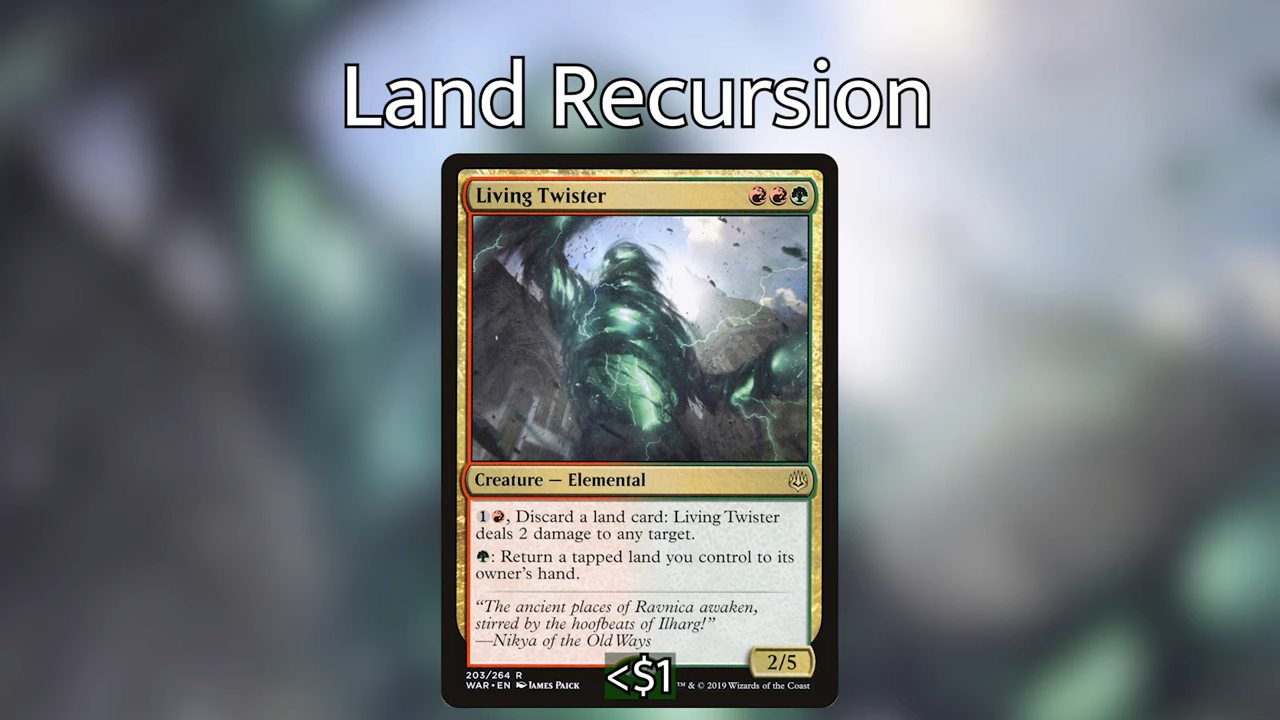 Land Recursion
Living Twister
Creature — Elemental
1, Discard a land card: Living Twister
deals 2 damage to any target.
: Return a tapped land you control to its
owner's hand.
“The ancient places of Ravnica awaken,
stirred by the hoofbeats of Ilharg!”
—Nikya of the Old Ways
2/5
203/264 R
WAR • EN JAMES PAICK
<$1
™ & © 2019 Wizards of the Coast